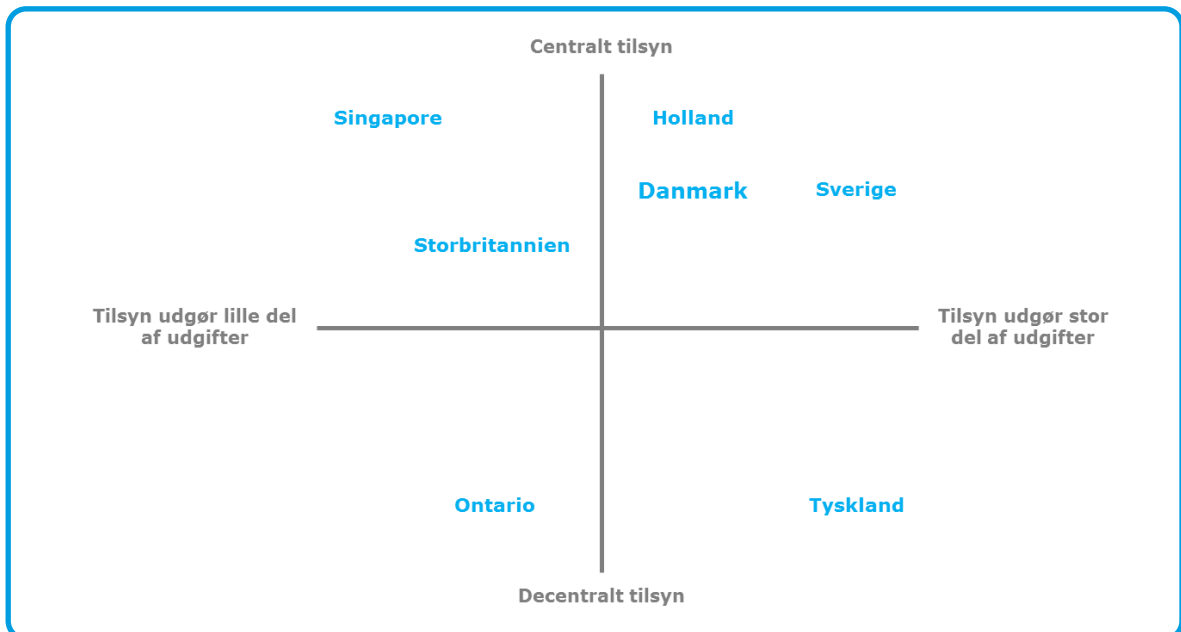 Centralt tilsyn
Singapore
Holland
Danmark
Sverige
Storbritannien
Tilsyn udgør lille del
af udgifter
Tilsyn udgør stor
del af udgifter
Ontario
Tyskland
Decentralt tilsyn